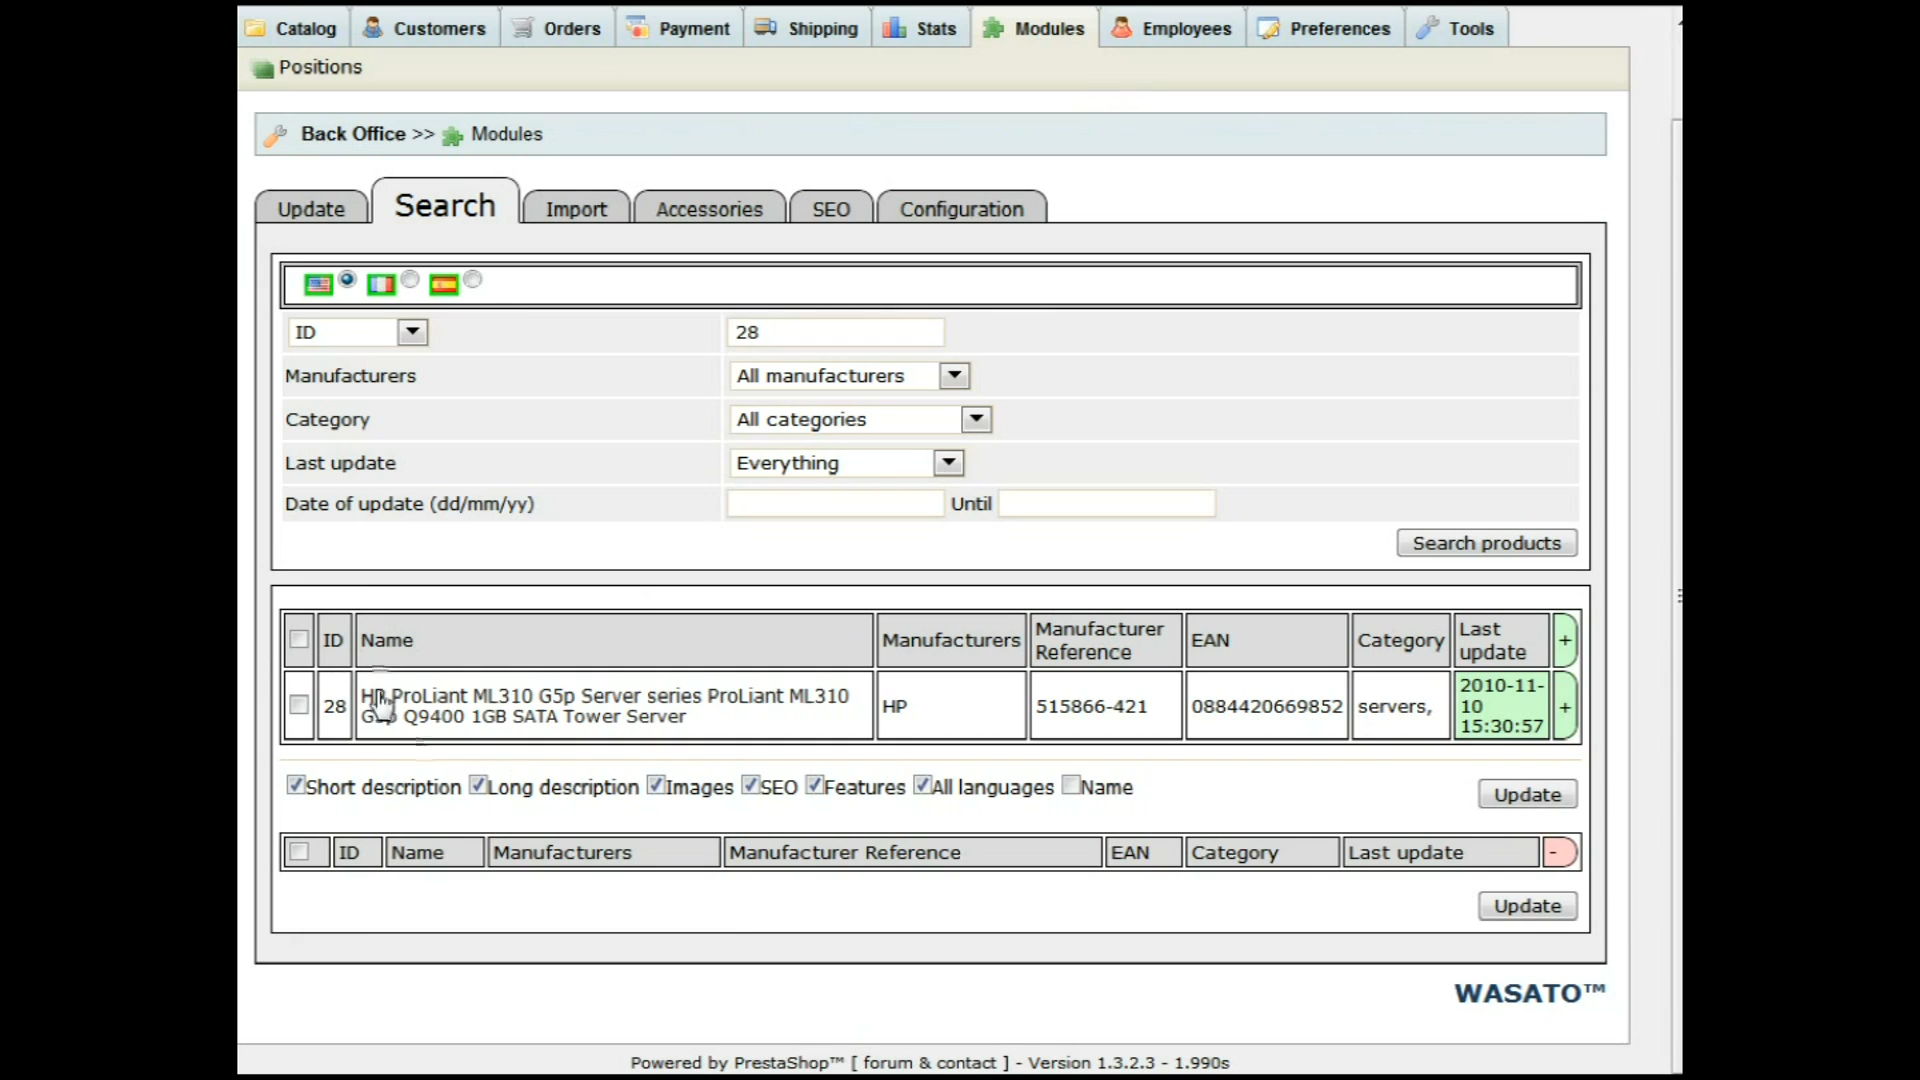 Catalog Customers Orders Payment Shipping Stats Modules Employees Preferences Tools
Positions
Back Office >> Modules
Update Search Import Accessories SEO Configuration
ID 28
Manufacturers All manufacturers
Category All categories
Last update Everything
Date of update (dd/mm/yy) Until
Search products
ID Name Manufacturers Manufacturer Reference EAN Category Last update +
28 HP ProLiant ML310 G5p Server series ProLiant ML310 G5p Q9400 1GB SATA Tower Server HP 515866-421 0884420669852 servers, 2010-11-10 15:30:57 +
Short description Long description Images SEO Features All languages Name Update
ID Name Manufacturers Manufacturer Reference EAN Category Last update -
Update
WASATO™
Powered by PrestaShop™ [ forum & contact ] - Version 1.3.2.3 - 1.990s